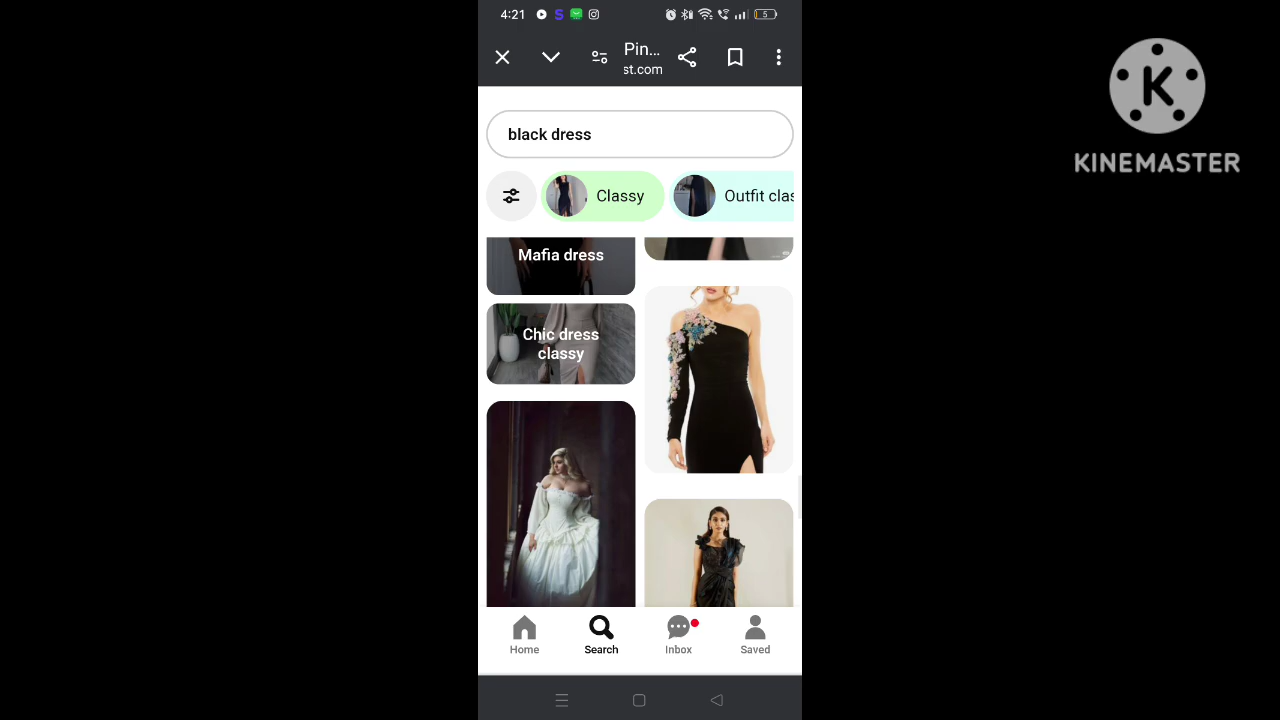 4:21
5
Pin...
st.com
KINEMASTER
black dress
Classy
Outfit clas
Mafia dress
Chic dress
classy
Home
Search
Inbox
Saved